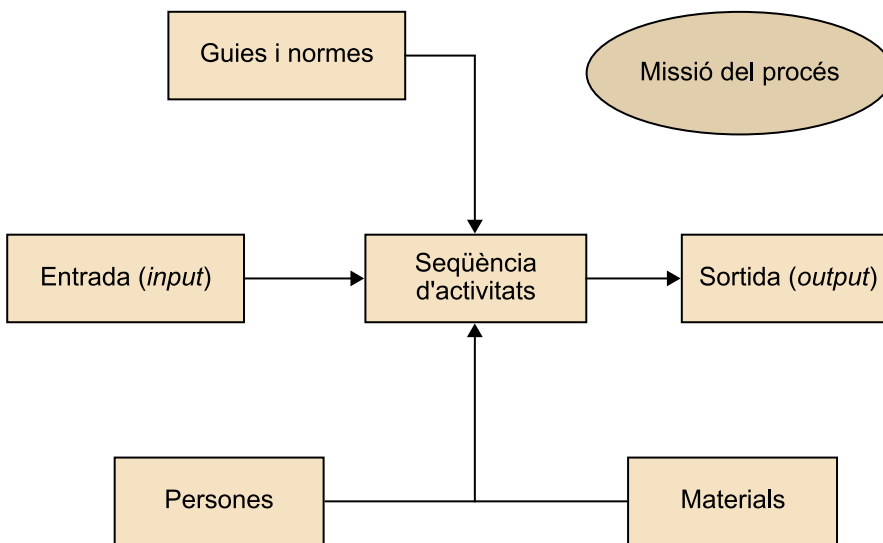 Guies i normes
Missió del procés
Entrada (input)
Seqüència
d'activitats
Sortida (output)
Persones
Materials